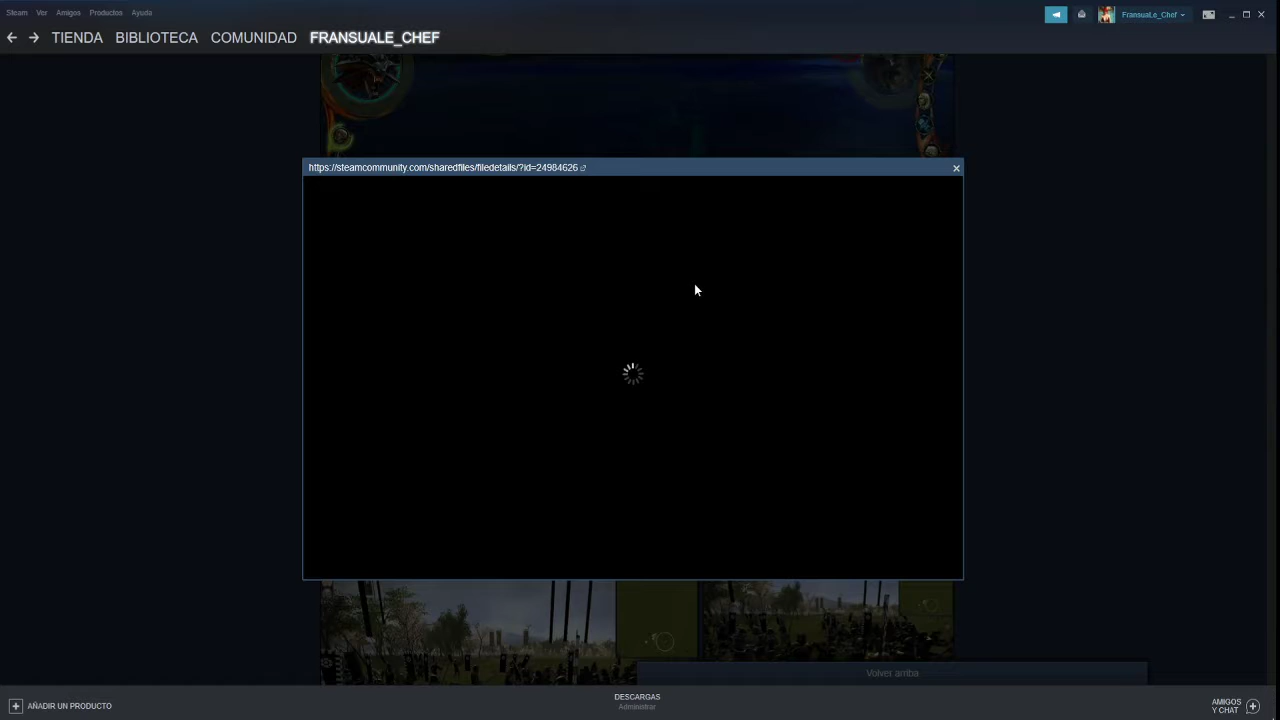 Steam Ver Amigos Productos Ayuda
FransuaLe_Chef
TIENDA BIBLIOTECA COMUNIDAD FRANSUALE_CHEF
https://steamcommunity.com/sharedfiles/filedetails/?id=24984626
Volver arriba
DESCARGAS
Administrar
AÑADIR UN PRODUCTO
AMIGOS
Y CHAT